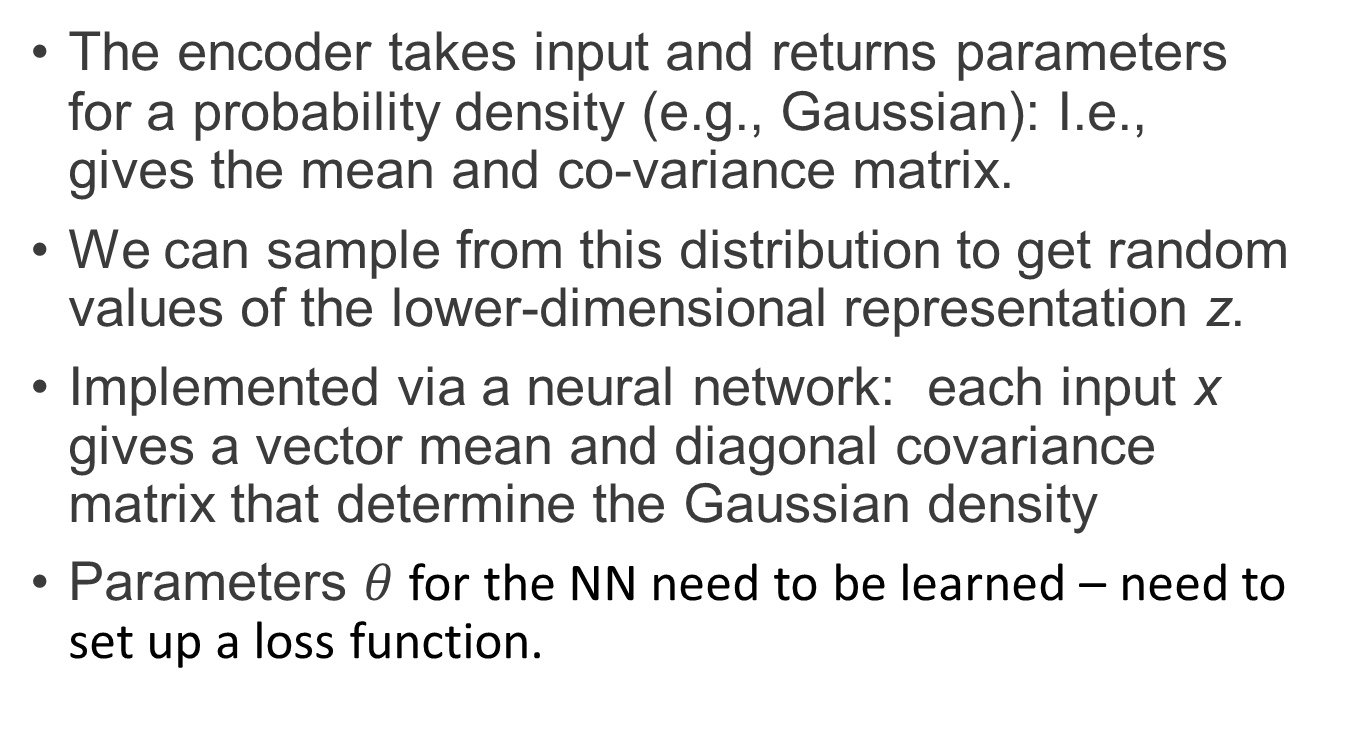 • The encoder takes input and returns parameters
for a probability density (e.g., Gaussian): I.e.,
gives the mean and co-variance matrix.
• We can sample from this distribution to get random
values of the lower-dimensional representation z.
• Implemented via a neural network:  each input x
gives a vector mean and diagonal covariance
matrix that determine the Gaussian density
• Parameters θ for the NN need to be learned – need to
set up a loss function.